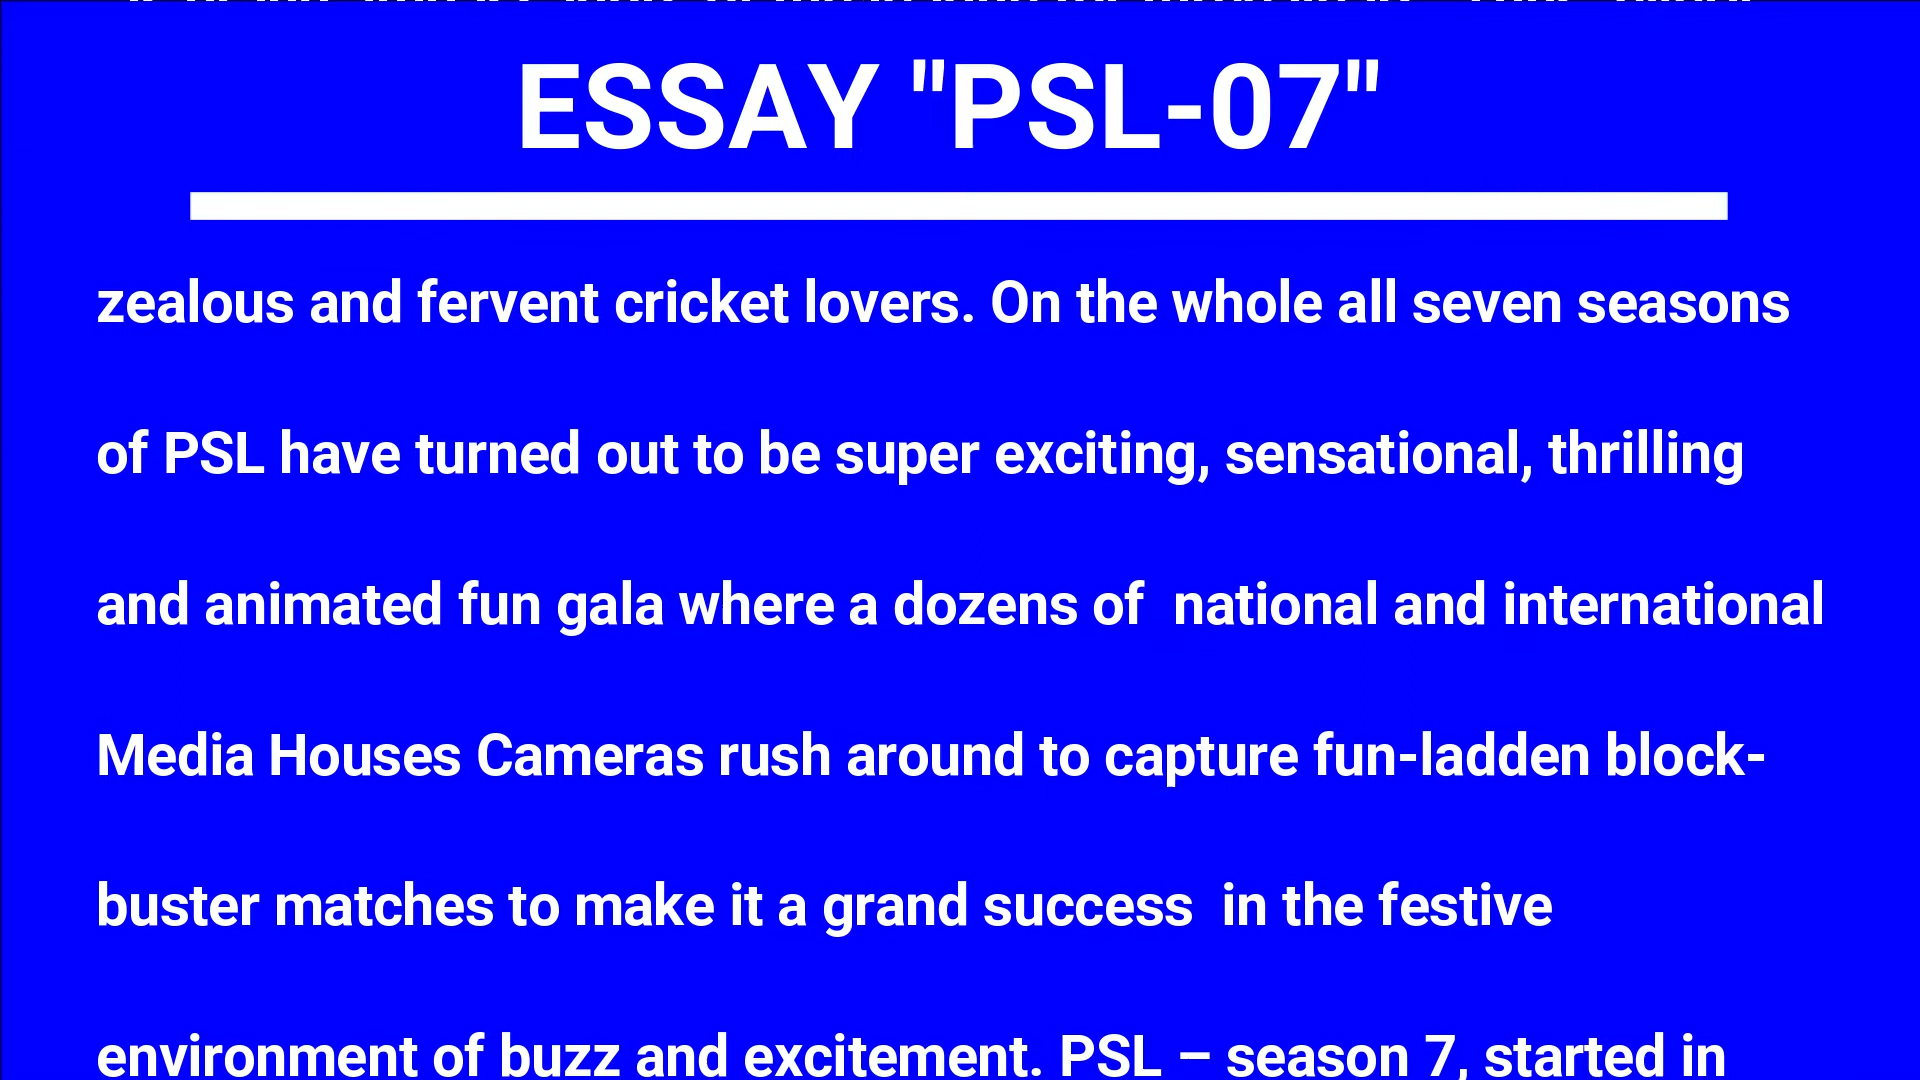 ESSAY "PSL-07"
zealous and fervent cricket lovers. On the whole all seven seasons
of PSL have turned out to be super exciting, sensational, thrilling
and animated fun gala where a dozens of  national and international
Media Houses Cameras rush around to capture fun-ladden block-
buster matches to make it a grand success  in the festive
environment of buzz and excitement. PSL – season 7, started in